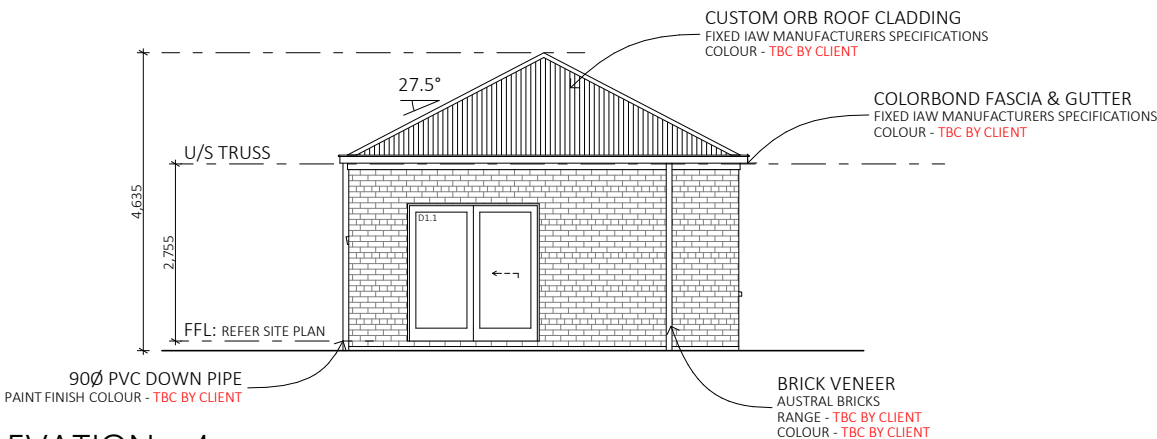 CUSTOM ORB ROOF CLADDING
FIXED IAW MANUFACTURERS SPECIFICATIONS
COLOUR - TBC BY CLIENT
27.5°
COLORBOND FASCIA & GUTTER
FIXED IAW MANUFACTURERS SPECIFICATIONS
COLOUR - TBC BY CLIENT
U/S TRUSS
4,635
2,755
D1.1
FFL: REFER SITE PLAN
90Ø PVC DOWN PIPE
PAINT FINISH COLOUR - TBC BY CLIENT
BRICK VENEER
AUSTRAL BRICKS
RANGE - TBC BY CLIENT
COLOUR - TBC BY CLIENT